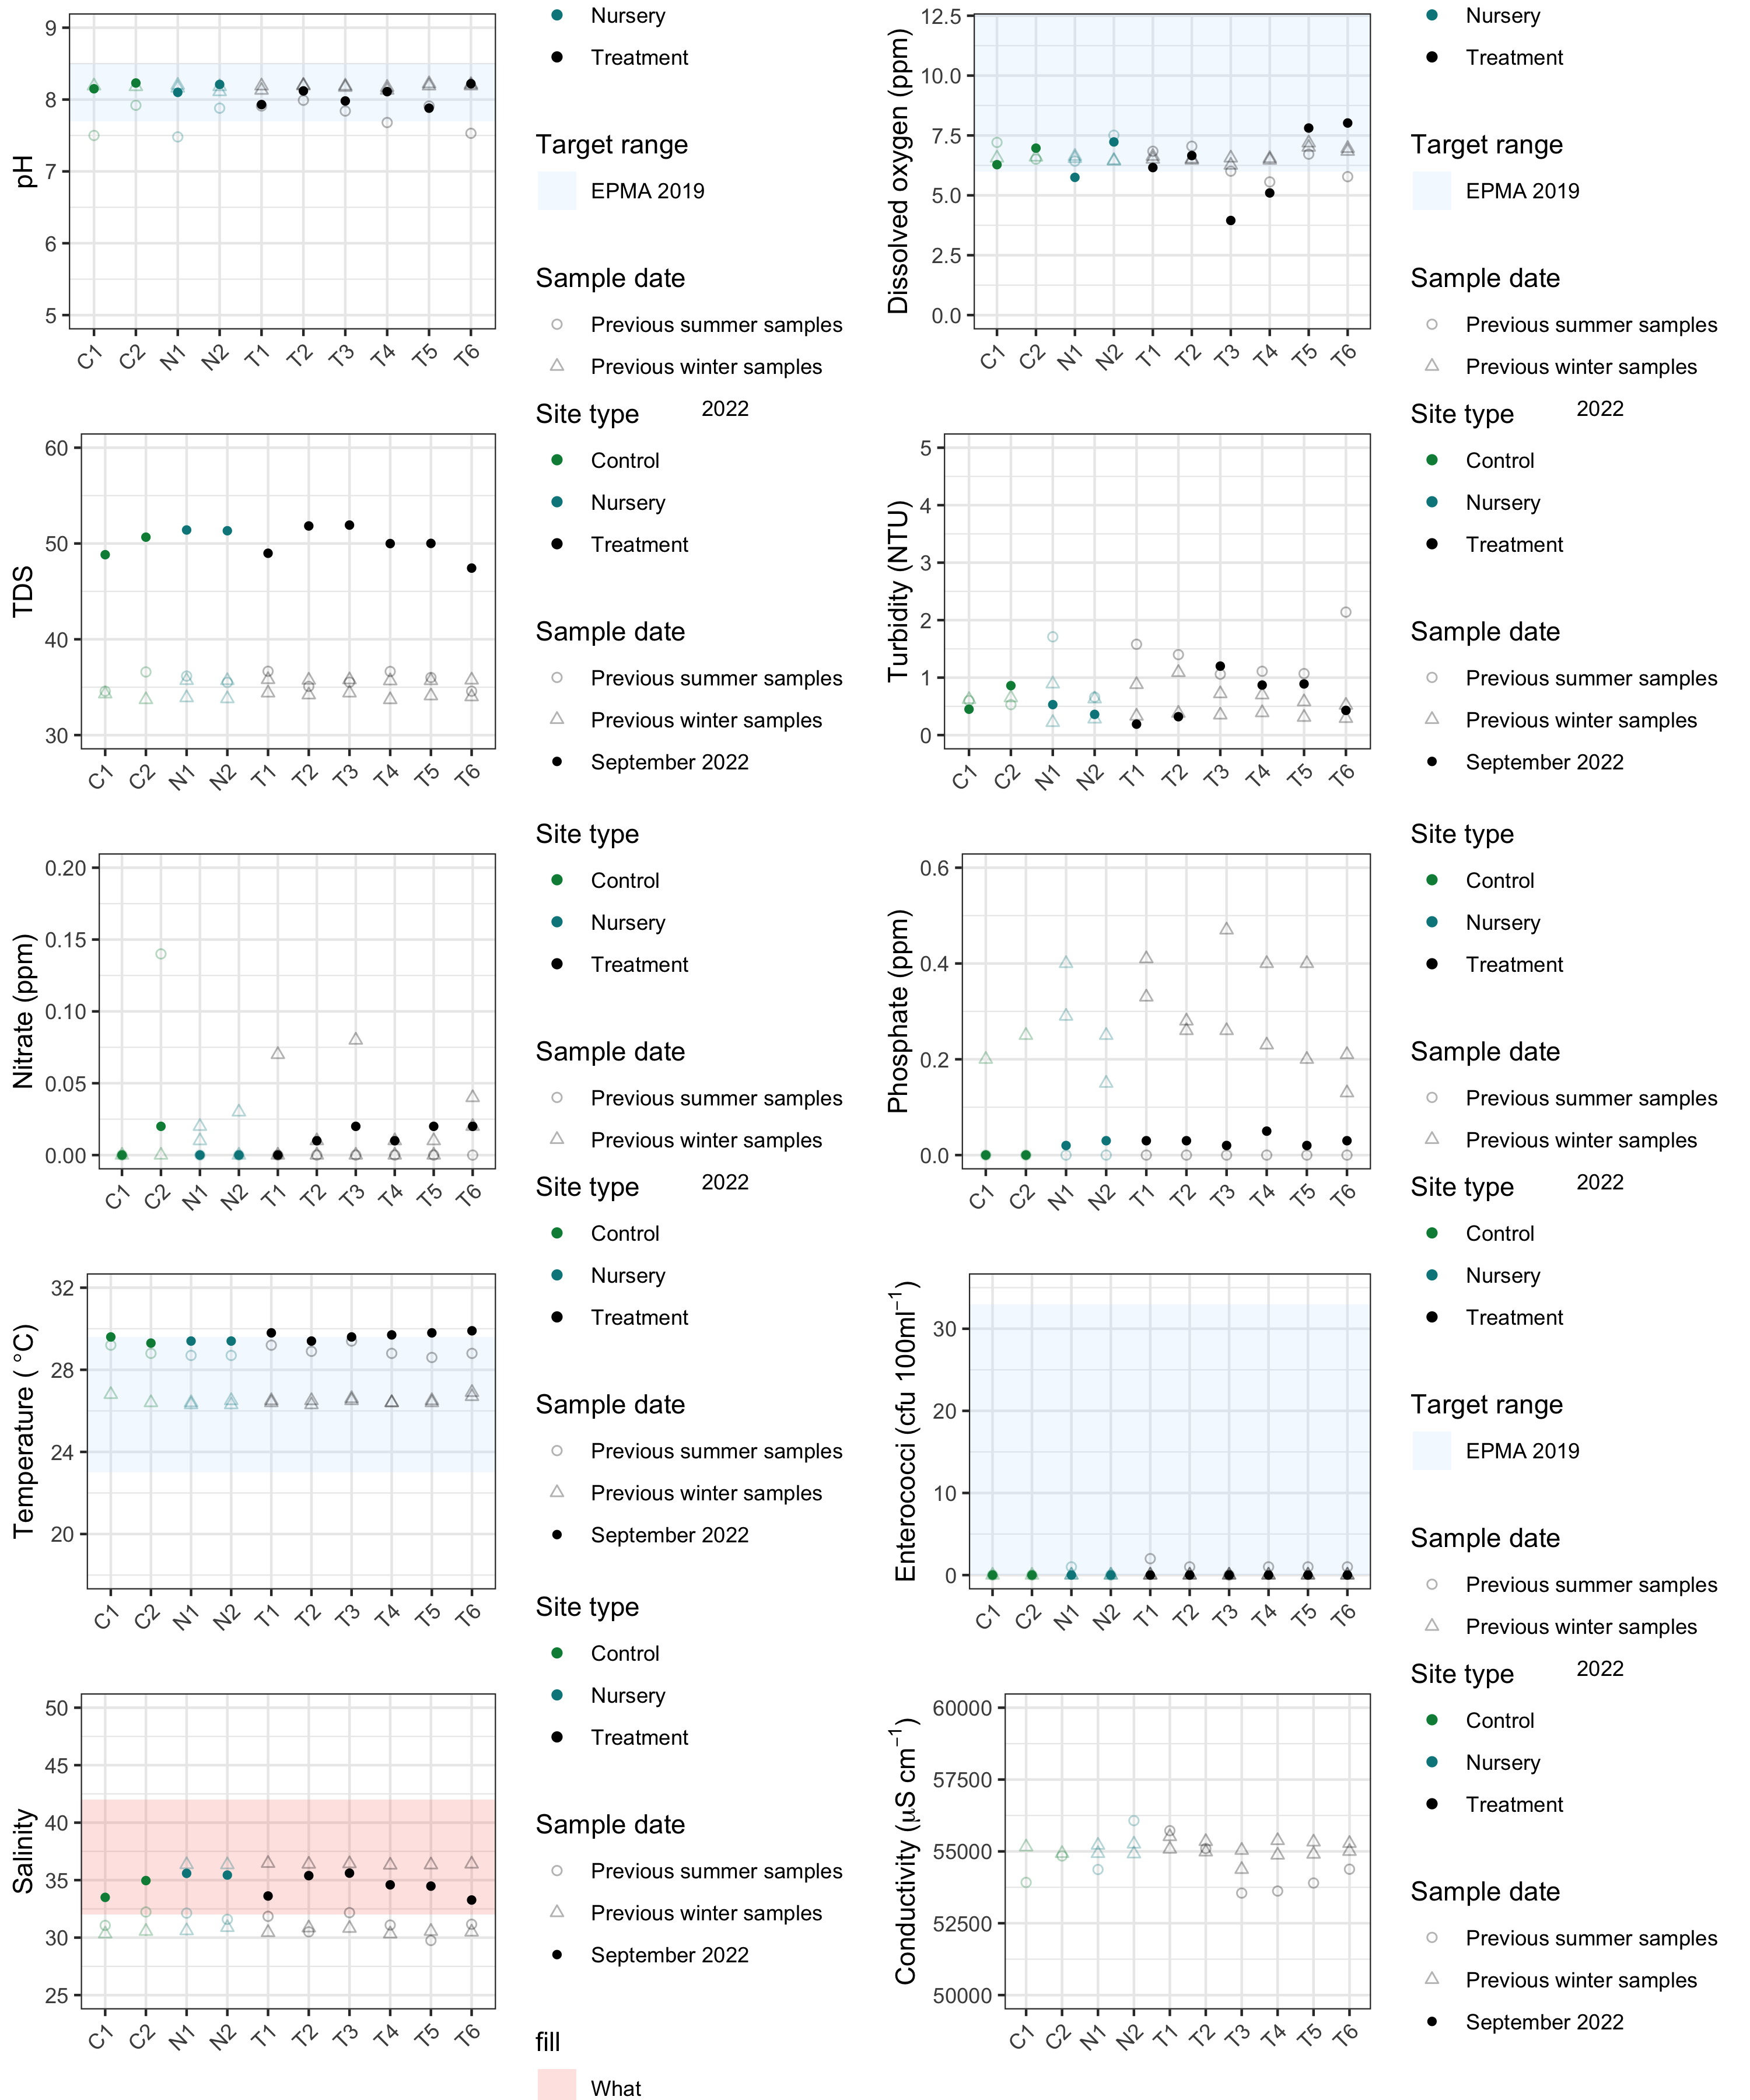 pH
9
8
7
6
5
C1 C2 N1 N2 T1 T2 T3 T4 T5 T6
Nursery
Treatment
Target range
EPMA 2019
Sample date
Previous summer samples
Previous winter samples
2022
Dissolved oxygen (ppm)
12.5
10.0
7.5
5.0
2.5
0.0
C1 C2 N1 N2 T1 T2 T3 T4 T5 T6
Nursery
Treatment
Target range
EPMA 2019
Sample date
Previous summer samples
Previous winter samples
2022
TDS
60
50
40
30
C1 C2 N1 N2 T1 T2 T3 T4 T5 T6
Site type
Control
Nursery
Treatment
Sample date
Previous summer samples
Previous winter samples
September 2022
Turbidity (NTU)
5
4
3
2
1
0
C1 C2 N1 N2 T1 T2 T3 T4 T5 T6
Site type
Control
Nursery
Treatment
Sample date
Previous summer samples
Previous winter samples
September 2022
Nitrate (ppm)
0.20
0.15
0.10
0.05
0.00
C1 C2 N1 N2 T1 T2 T3 T4 T5 T6
Site type
Control
Nursery
Treatment
Sample date
Previous summer samples
Previous winter samples
2022
Phosphate (ppm)
0.6
0.4
0.2
0.0
C1 C2 N1 N2 T1 T2 T3 T4 T5 T6
Site type
Control
Nursery
Treatment
Sample date
Previous summer samples
Previous winter samples
2022
Temperature ( °C)
32
28
24
20
C1 C2 N1 N2 T1 T2 T3 T4 T5 T6
Site type
Control
Nursery
Treatment
Sample date
Previous summer samples
Previous winter samples
September 2022
Enterococci (cfu 100ml⁻¹)
30
20
10
0
C1 C2 N1 N2 T1 T2 T3 T4 T5 T6
Site type
Control
Nursery
Treatment
Target range
EPMA 2019
Sample date
Previous summer samples
Previous winter samples
2022
Salinity
50
45
40
35
30
25
C1 C2 N1 N2 T1 T2 T3 T4 T5 T6
Site type
Control
Nursery
Treatment
Sample date
Previous summer samples
Previous winter samples
September 2022
fill
What
Conductivity (μS cm⁻¹)
60000
57500
55000
52500
50000
C1 C2 N1 N2 T1 T2 T3 T4 T5 T6
Site type
Control
Nursery
Treatment
Sample date
Previous summer samples
Previous winter samples
September 2022